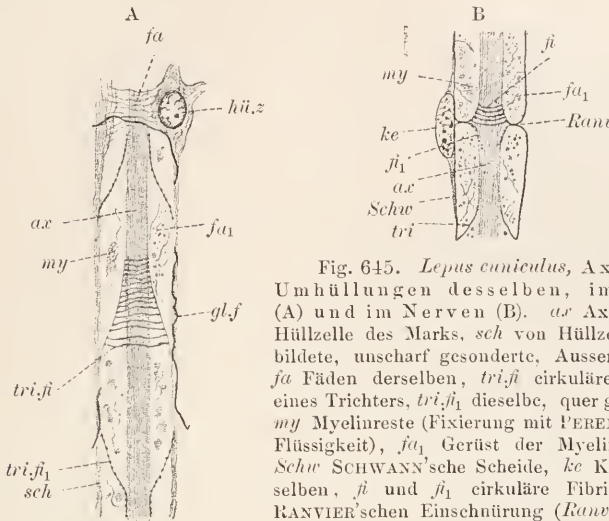 A
fa
hü.z
ax
fa1
my
gl.f
tri.fi
tri.fi1
sch
B
fi
my
fa1
Ranv
ke
fi1
ax
Schw
tri
Fig. 645. Lepus cuniculus, Ax
Umhüllungen desselben, im
(A) und im Nerven (B). ax Ax
Hüllzelle des Marks, sch von Hüllze
bildete, unscharf gesonderte, Ausser
fa Fäden derselben, tri.fi cirkuläre
eines Trichters, tri.fi1 dieselbe, quer g
my Myelinreste (Fixierung mit PEREN
Flüssigkeit), fa1 Gerüst der Myelin
Schw SCHWANN'sche Scheide, ke K
selben, fi und fi1 cirkuläre Fibri
RANVIER'schen Einschnürung (Ranv